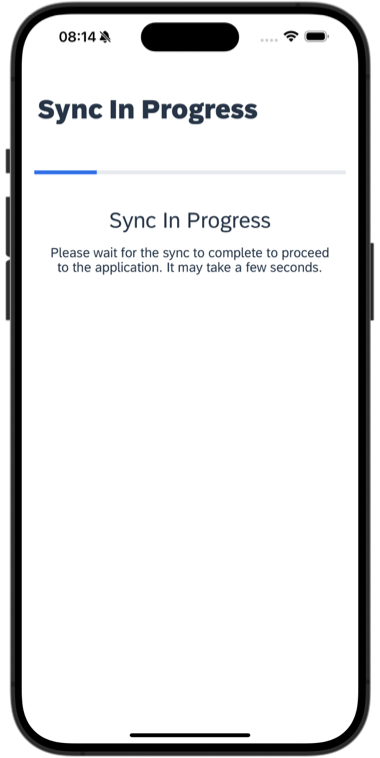 08:14
Sync In Progress
Sync In Progress
Please wait for the sync to complete to proceed
to the application. It may take a few seconds.